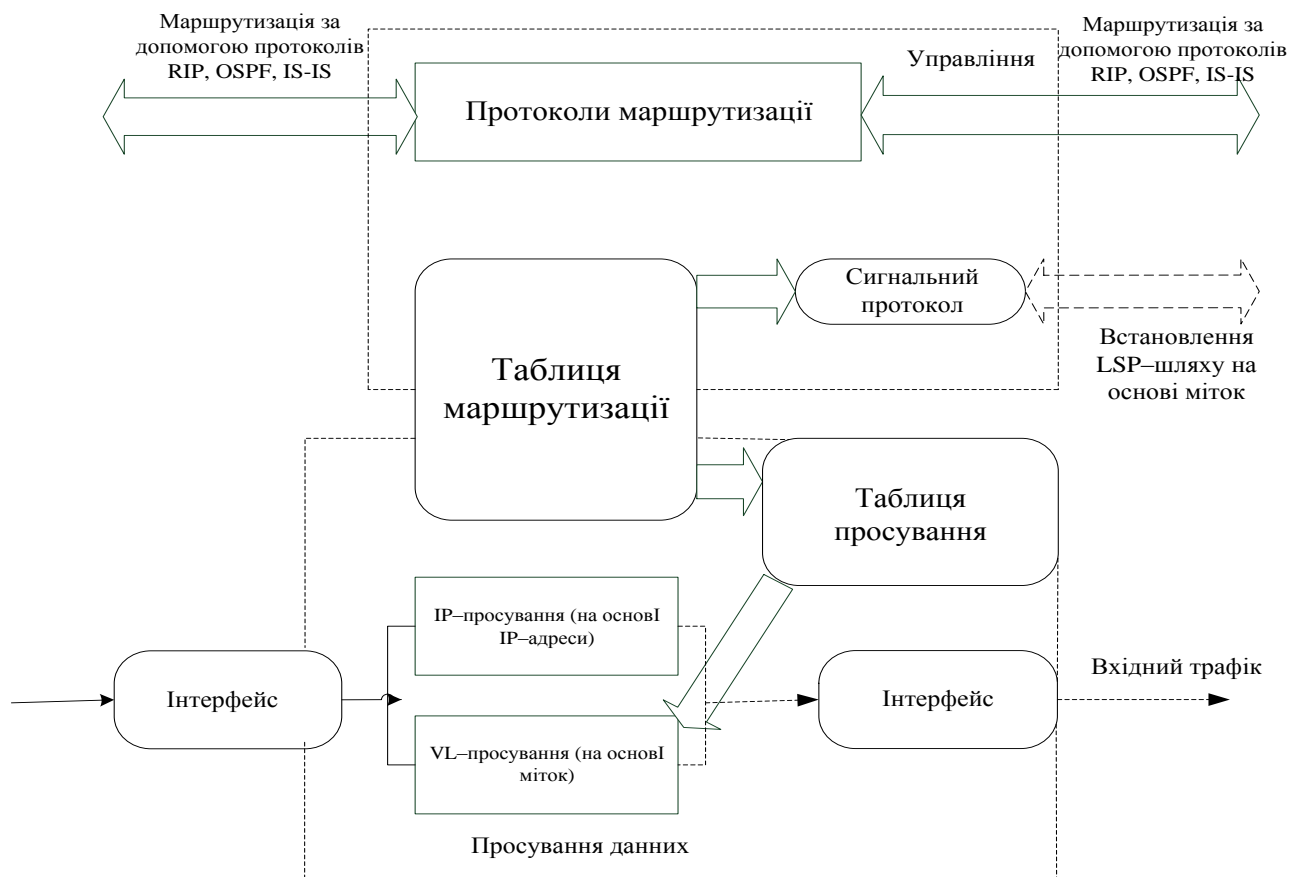 Маршрутизація за
допомогою протоколів
RIP, OSPF, IS-IS
Управління
Маршрутизація за
допомогою протоколів
RIP, OSPF, IS-IS
Протоколи маршрутизації
Сигнальний
протокол
Встановлення
LSP–шляху на
основі міток
Таблиця
маршрутизації
Таблиця
просування
IP–просування (на основІ
IP–адреси)
Інтерфейс
Інтерфейс
Вхідний трафік
VL–просування (на основІ
міток)
Просування данних